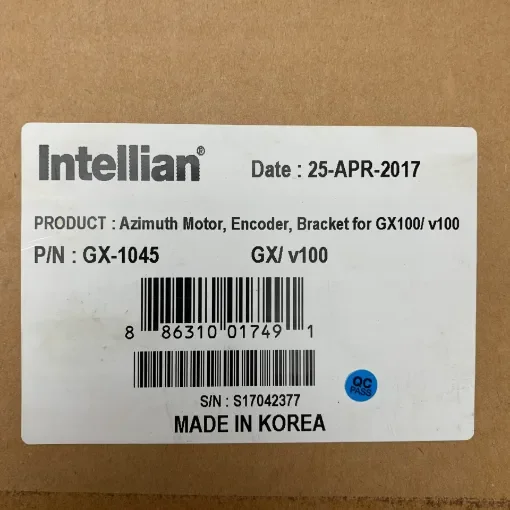 Intellian®
Date : 25-APR-2017
PRODUCT : Azimuth Motor, Encoder, Bracket for GX100/ v100
P/N : GX-1045 GX/ v100
8 86310 01749 1
S/N : S17042377
QC
PASS
MADE IN KOREA